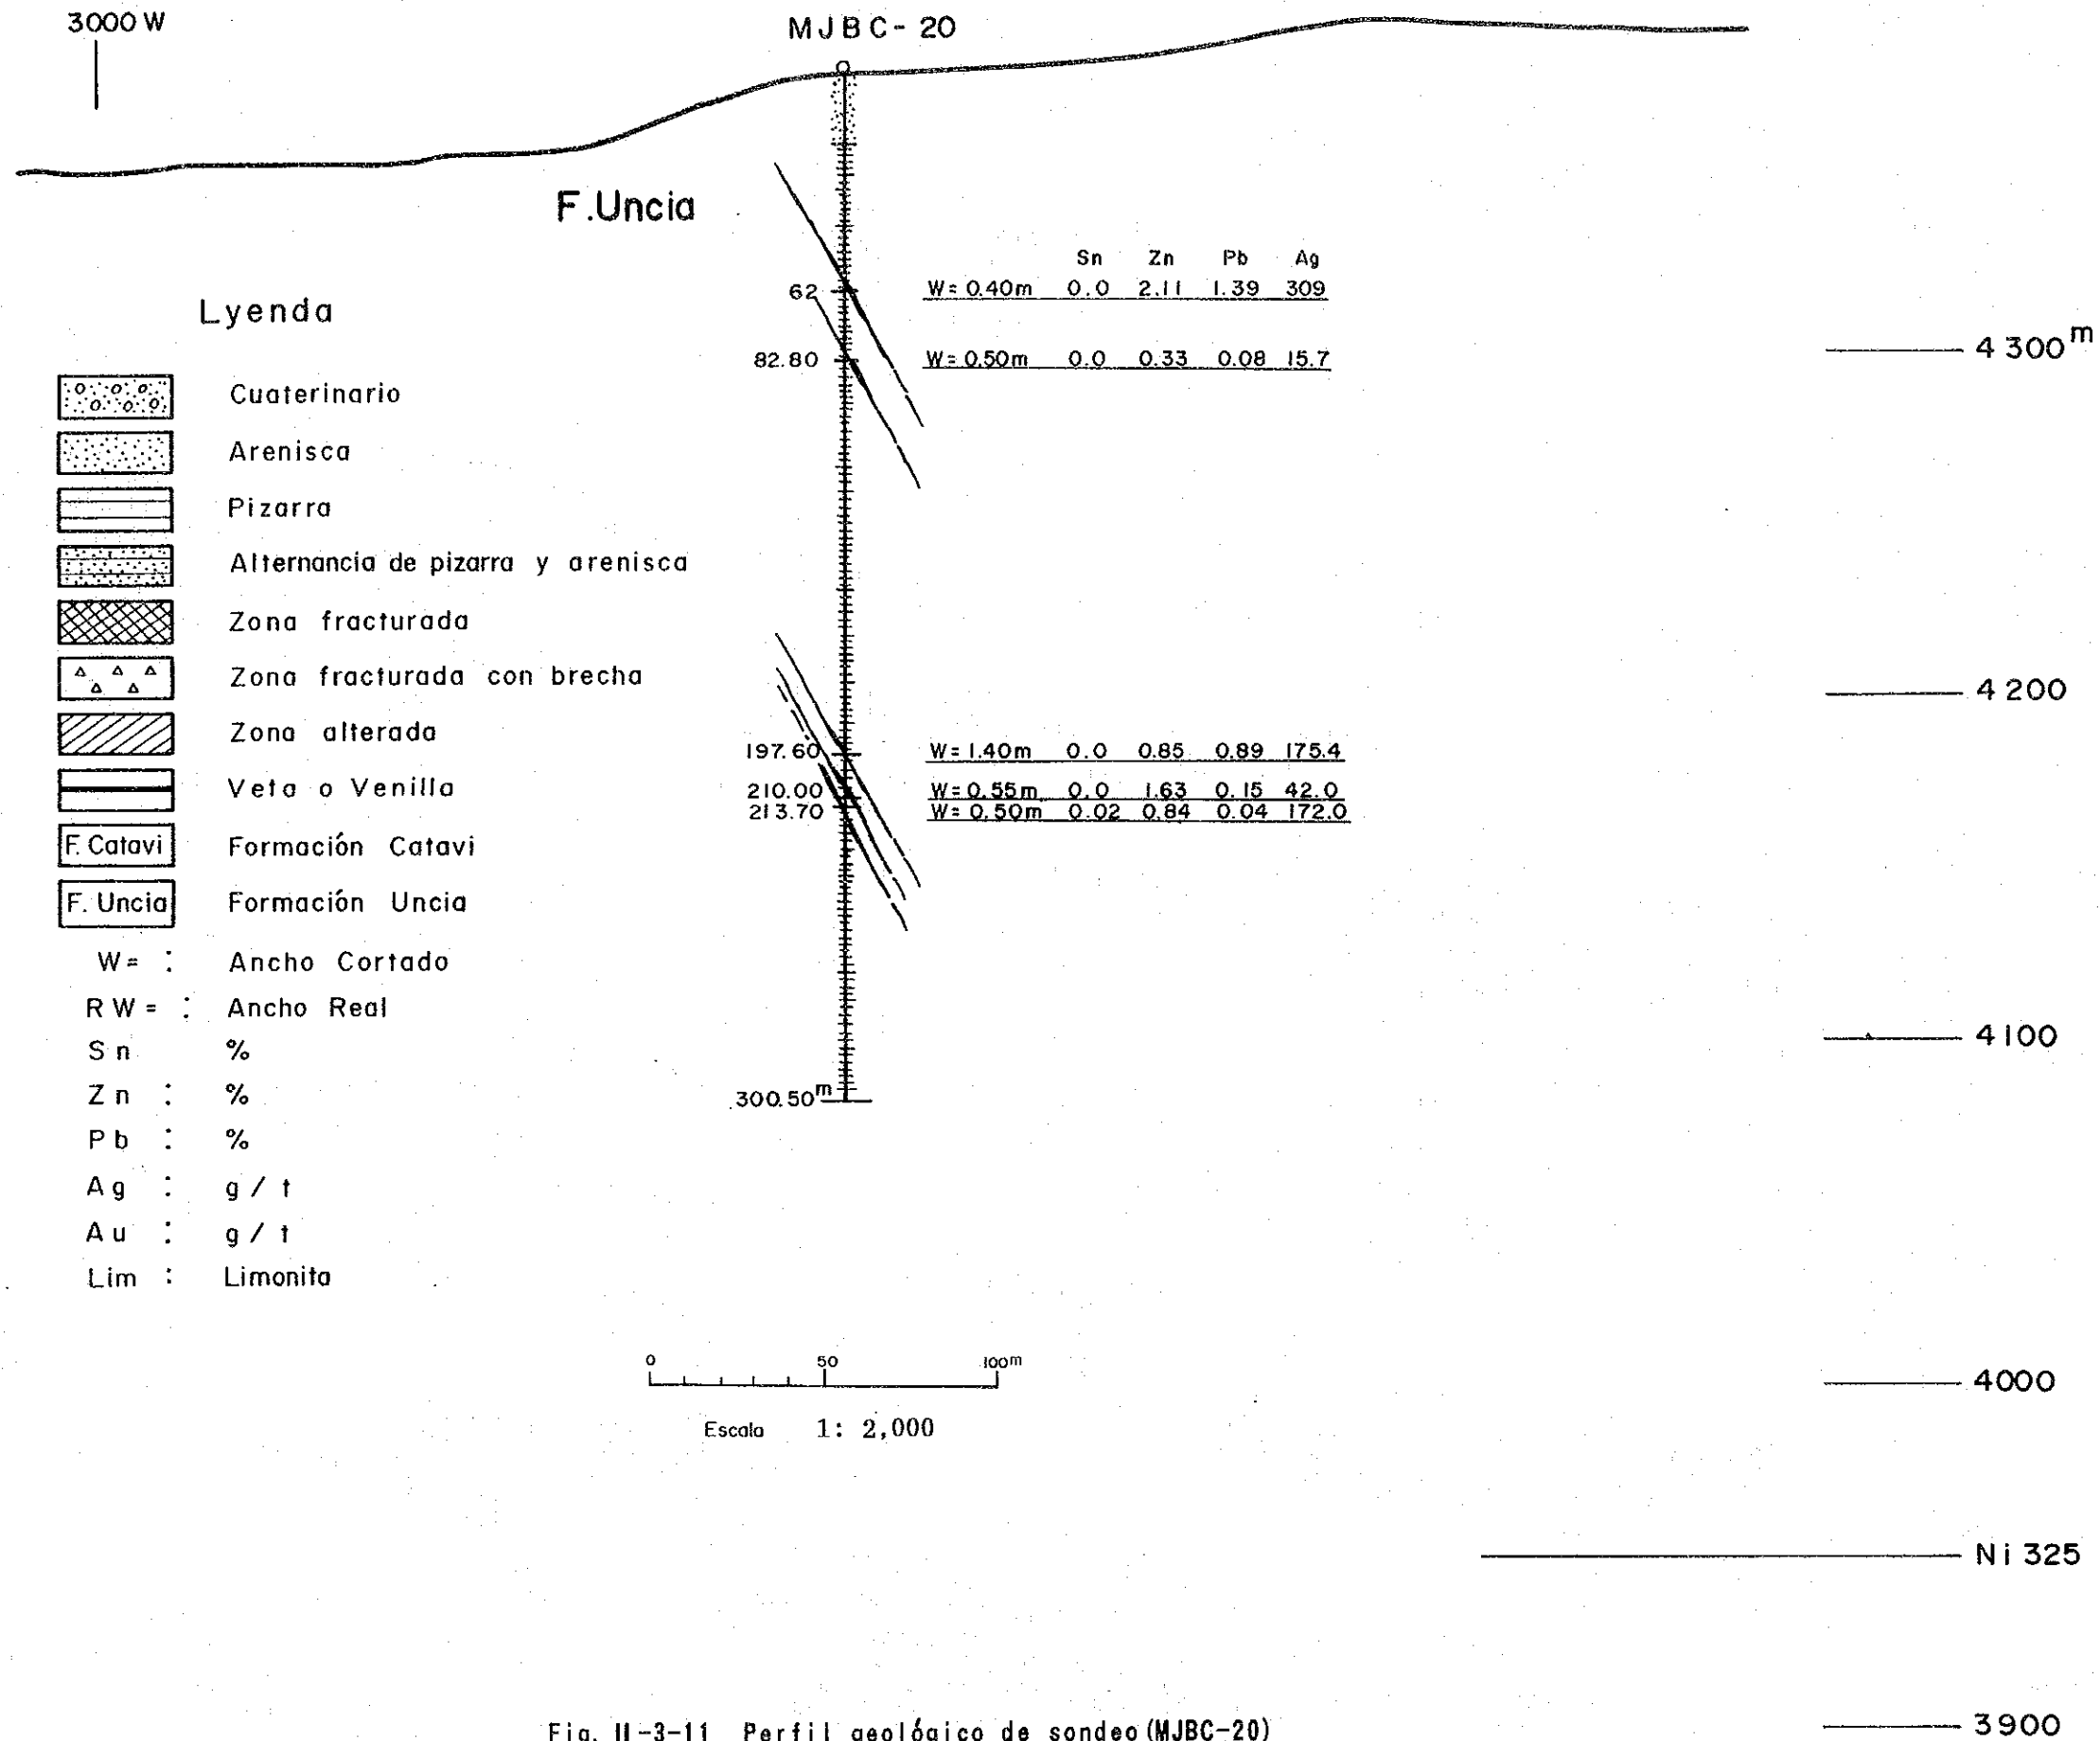 3000 W
MJBC-20
F.Uncia
Sn Zn Pb Ag
62 W=0.40m 0.0 2.11 1.39 309
82.80 W=0.50m 0.0 0.33 0.08 15.7
197.60 W=1.40m 0.0 0.85 0.89 175.4
210.00 W=0.55m 0.0 1.63 0.15 42.0
213.70 W=0.50m 0.02 0.84 0.04 172.0
300.50m
4300m
4200
4100
4000
Ni 325
3900
Lyenda
Cuaterinario
Arenisca
Pizarra
Alternancia de pizarra y arenisca
Zona fracturada
Zona fracturada con brecha
Zona alterada
Veta o Venilla
F. Catavi Formación Catavi
F. Uncia Formación Uncia
W= : Ancho Cortado
RW= : Ancho Real
Sn %
Zn : %
Pb : %
Ag : g/t
Au : g/t
Lim : Limonita
0 50 100m
Escala 1: 2,000
Fig. II-3-11 Perfil geológico de sondeo (MJBC-20)